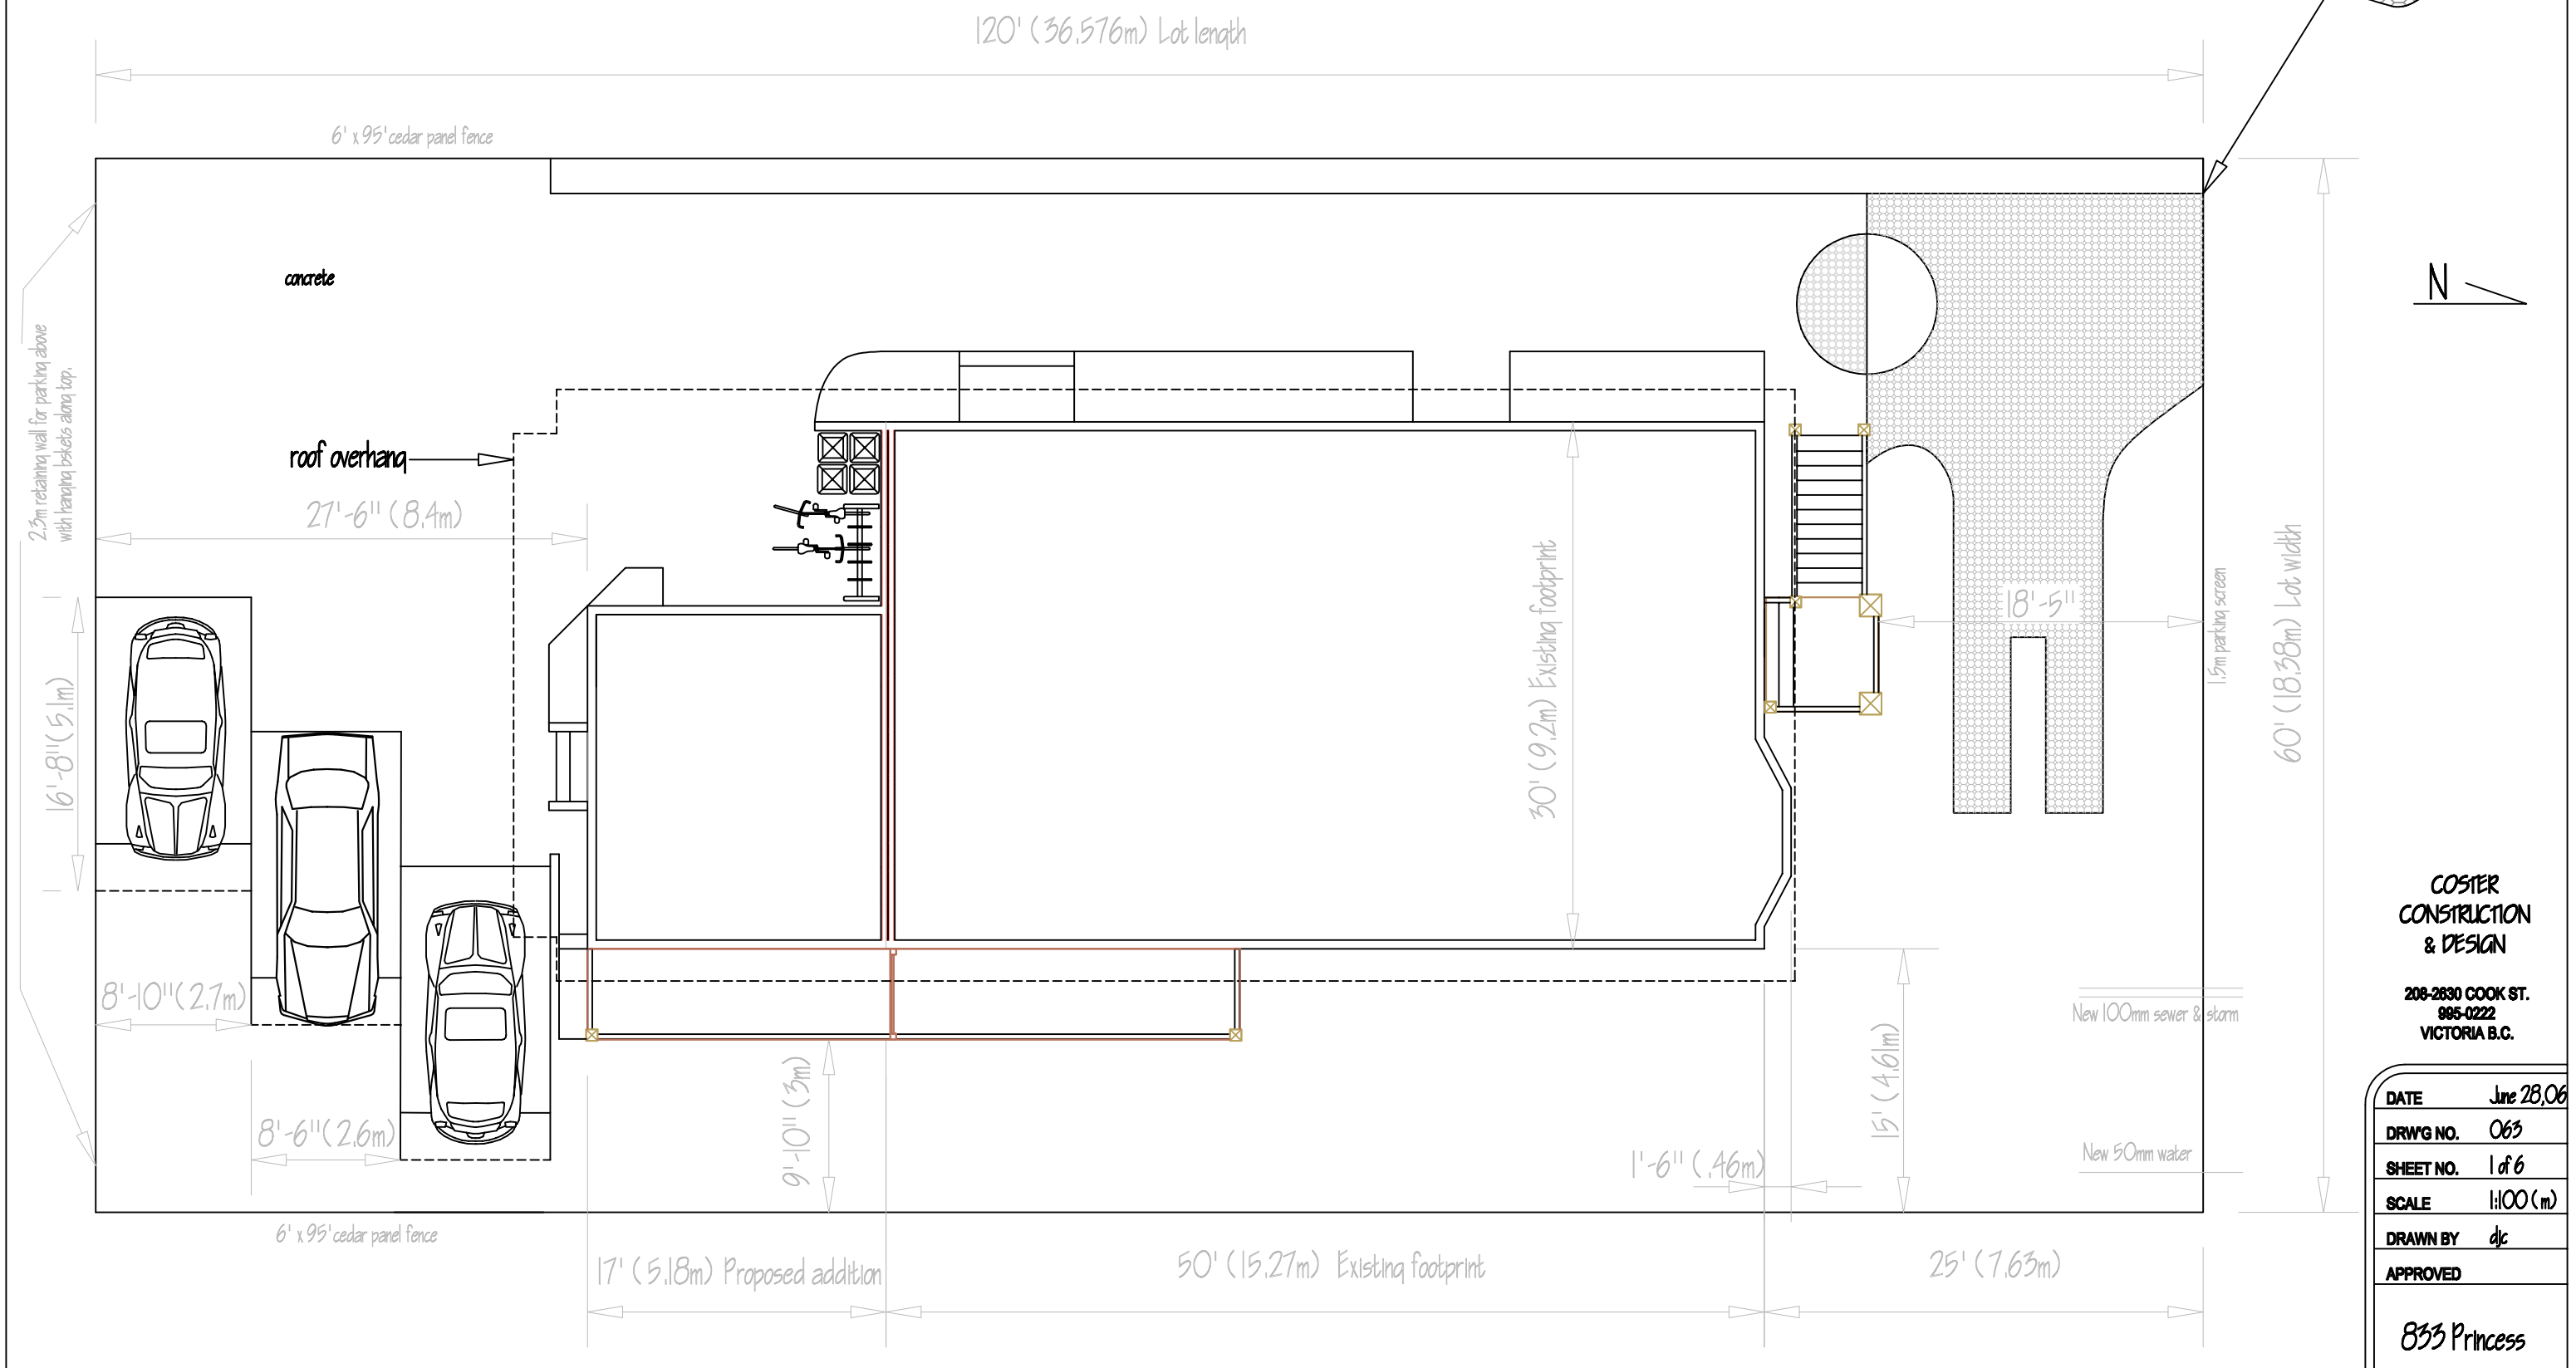 120' (36.576m) Lot length
6' x 95' cedar panel fence
concrete
N
2.3m retaining wall for parking above
with hanging bskets along top.
roof overhang
27'-6" (8.4m)
30' (9.2m) Existing footprint
18'-5"
1.5m parking screen
60' (18.38m) Lot width
16'-8" (5.1m)
8'-10" (2.7m)
8'-6" (2.6m)
9'-10" (3m)
15' (4.61m)
1'-6" (.46m)
New 100mm sewer & storm
New 50mm water
6' x 95' cedar panel fence
17' (5.18m) Proposed addition
50' (15.27m) Existing footprint
25' (7.63m)
COSTER
CONSTRUCTION
& DESIGN
208-2630 COOK ST.
995-0222
VICTORIA B.C.
DATE June 28,06
DRW'G NO. 063
SHEET NO. 1 of 6
SCALE 1:100 (m)
DRAWN BY djc
APPROVED
833 Princess